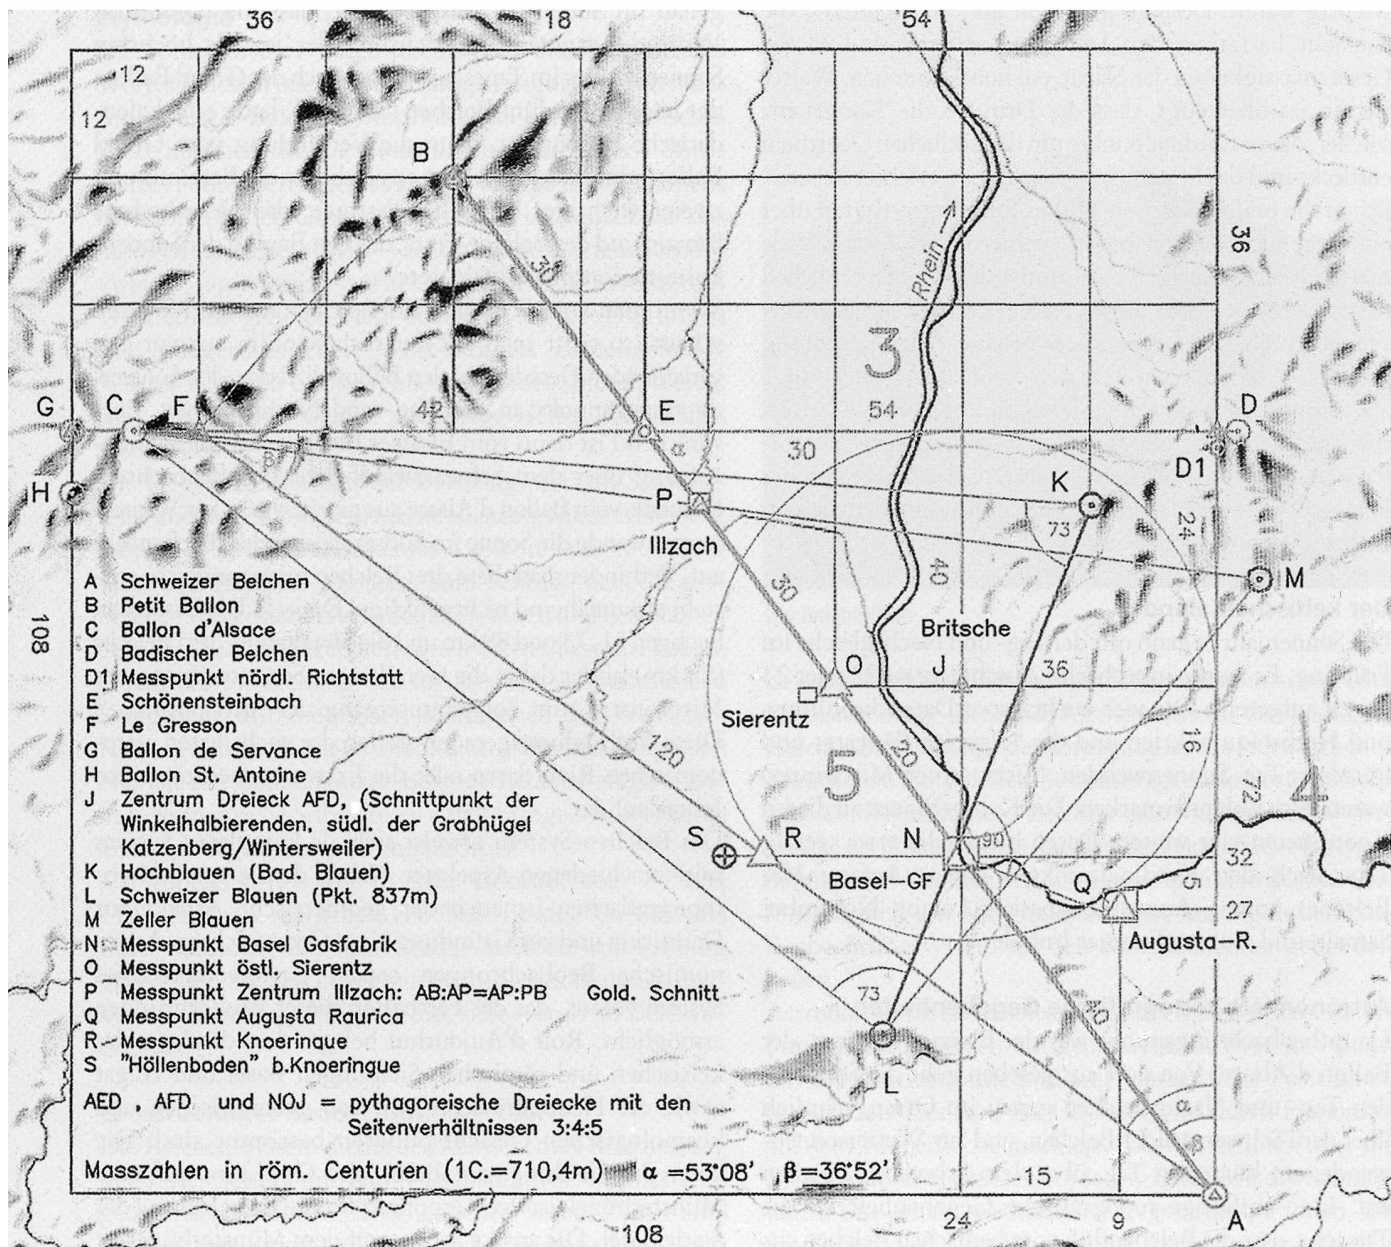 36
18
54
12
12
B
36
30
Rhein
3
G
C
F
42
E
54
D
α
67
30
D1
H
P
K
73
24
Illzach
M
A Schweizer Belchen
B Petit Ballon
C Ballon d'Alsace
D Badischer Belchen
D1 Messpunkt nördl. Richtstatt
E Schönensteinbach
F Le Gresson
G Ballon de Servance
H Ballon St. Antoine
J Zentrum Dreieck AFD, (Schnittpunkt der
Winkelhalbierenden, südl. der Grabhügel
Katzenberg/Wintersweiler)
K Hochblauen (Bad. Blauen)
L Schweizer Blauen (Pkt. 837m)
M Zeller Blauen
N Messpunkt Basel Gasfabrik
O Messpunkt östl. Sierentz
P Messpunkt Zentrum Illzach: AB:AP=AP:PB Gold. Schnitt
Q Messpunkt Augusta Raurica
R Messpunkt Knoeringue
S "Höllenboden" b.Knoeringue
AED , AFD und NOJ = pythagoreische Dreiecke mit den
Seitenverhältnissen 3:4:5
Masszahlen in röm. Centurien (1C.=710,4m) α =53°08' , β=36°52'
108
50
40
Britsche
O
J
36
Sierentz
120
5
20
16
72
4
S
R
N
90
32
Basel-GF
Q
5
27
Augusta-R.
73
40
L
α
β
15
108
24
9
A